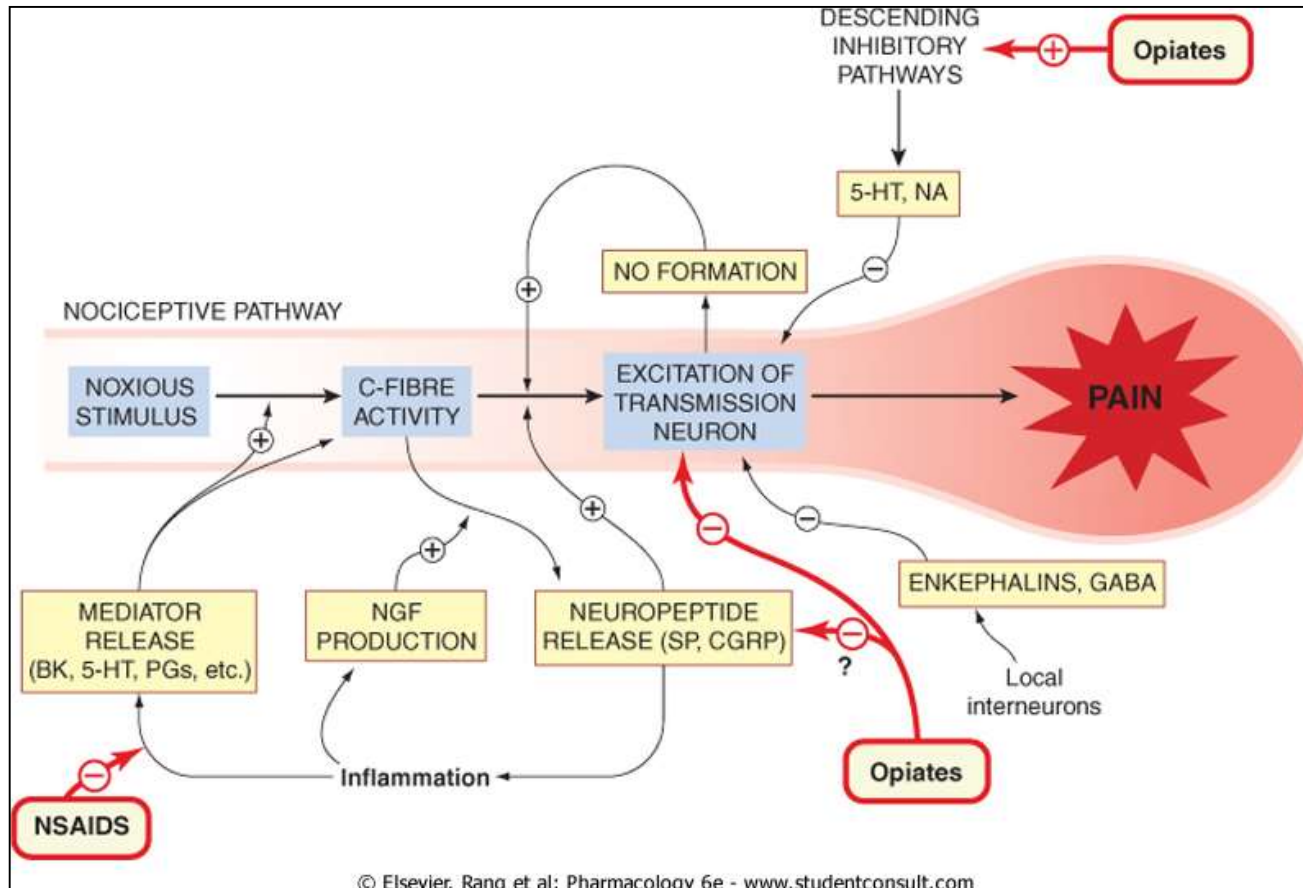 DESCENDING
INHIBITORY
PATHWAYS
+
Opiates
5-HT, NA
−
NO FORMATION
+
NOCICEPTIVE PATHWAY
NOXIOUS
STIMULUS
C-FIBRE
ACTIVITY
EXCITATION OF
TRANSMISSION
NEURON
PAIN
+
+
+
−
−
MEDIATOR
RELEASE
(BK, 5-HT, PGs, etc.)
NGF
PRODUCTION
NEUROPEPTIDE
RELEASE (SP, CGRP)
−
?
ENKEPHALINS, GABA
Local
interneurons
Inflammation
Opiates
−
NSAIDS
© Elsevier. Rang et al: Pharmacology 6e - www.studentconsult.com